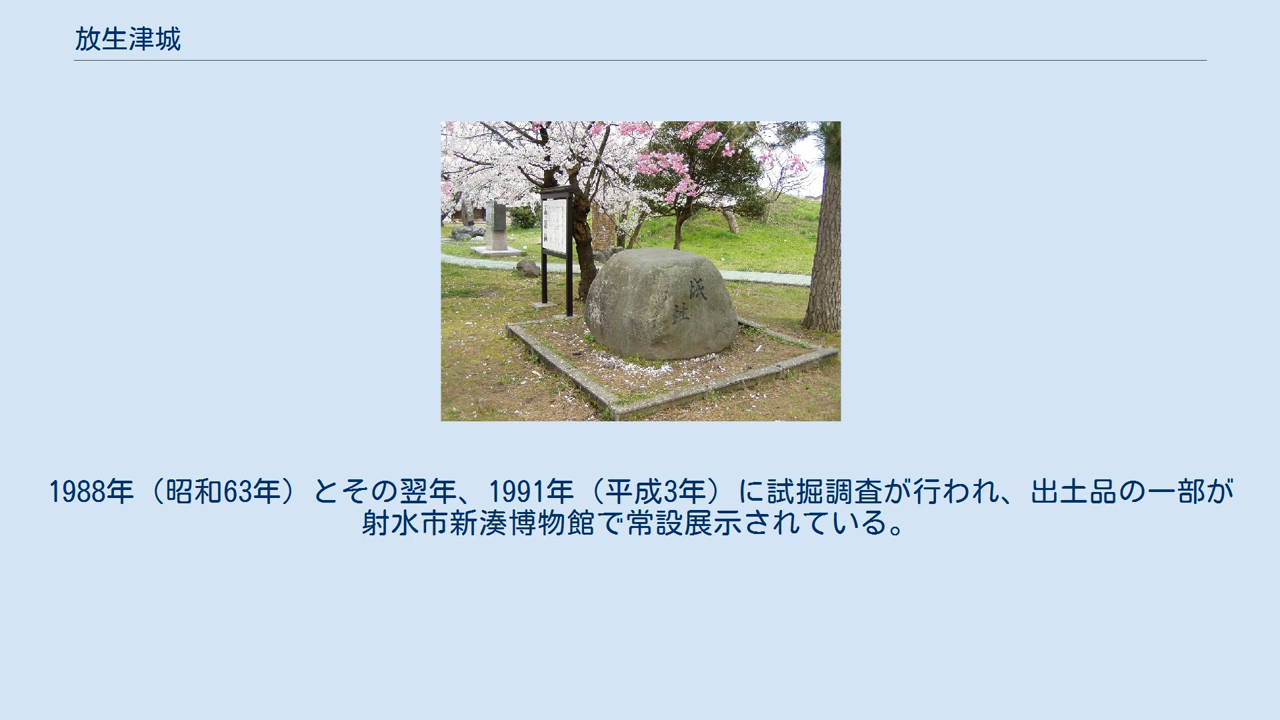 放生津城
城
址
1988年（昭和63年）とその翌年、1991年（平成3年）に試掘調査が行われ、出土品の一部が
射水市新湊博物館で常設展示されている。